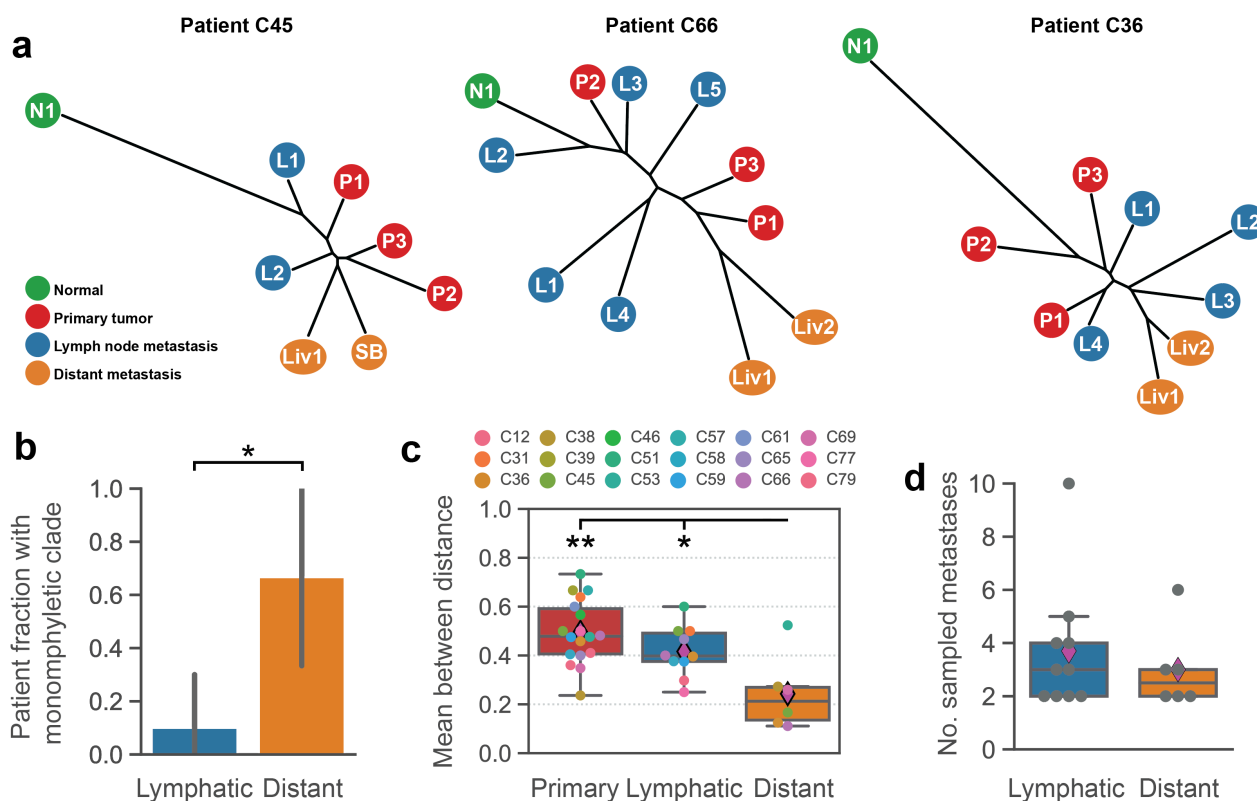 a
Patient C45
Patient C66
Patient C36
N1
L1
P1
P3
L2
P2
Liv1
SB
Normal
Primary tumor
Lymph node metastasis
Distant metastasis
N1
P2
L3
L5
L2
P3
P1
L1
L4
Liv2
Liv1
N1
P3
L1
L2
P2
P1
L4
L3
Liv2
Liv1
b
*
Patient fraction with
monomphyletic clade
1.0
0.8
0.6
0.4
0.2
0.0
Lymphatic Distant
c
C12 C38 C46 C57 C61 C69
C31 C39 C51 C58 C65 C77
C36 C45 C53 C59 C66 C79
Mean between distance
1.0
0.8
0.6
0.4
0.2
0.0
** *
Primary Lymphatic Distant
d
No. sampled metastases
10
8
6
4
2
0
Lymphatic Distant